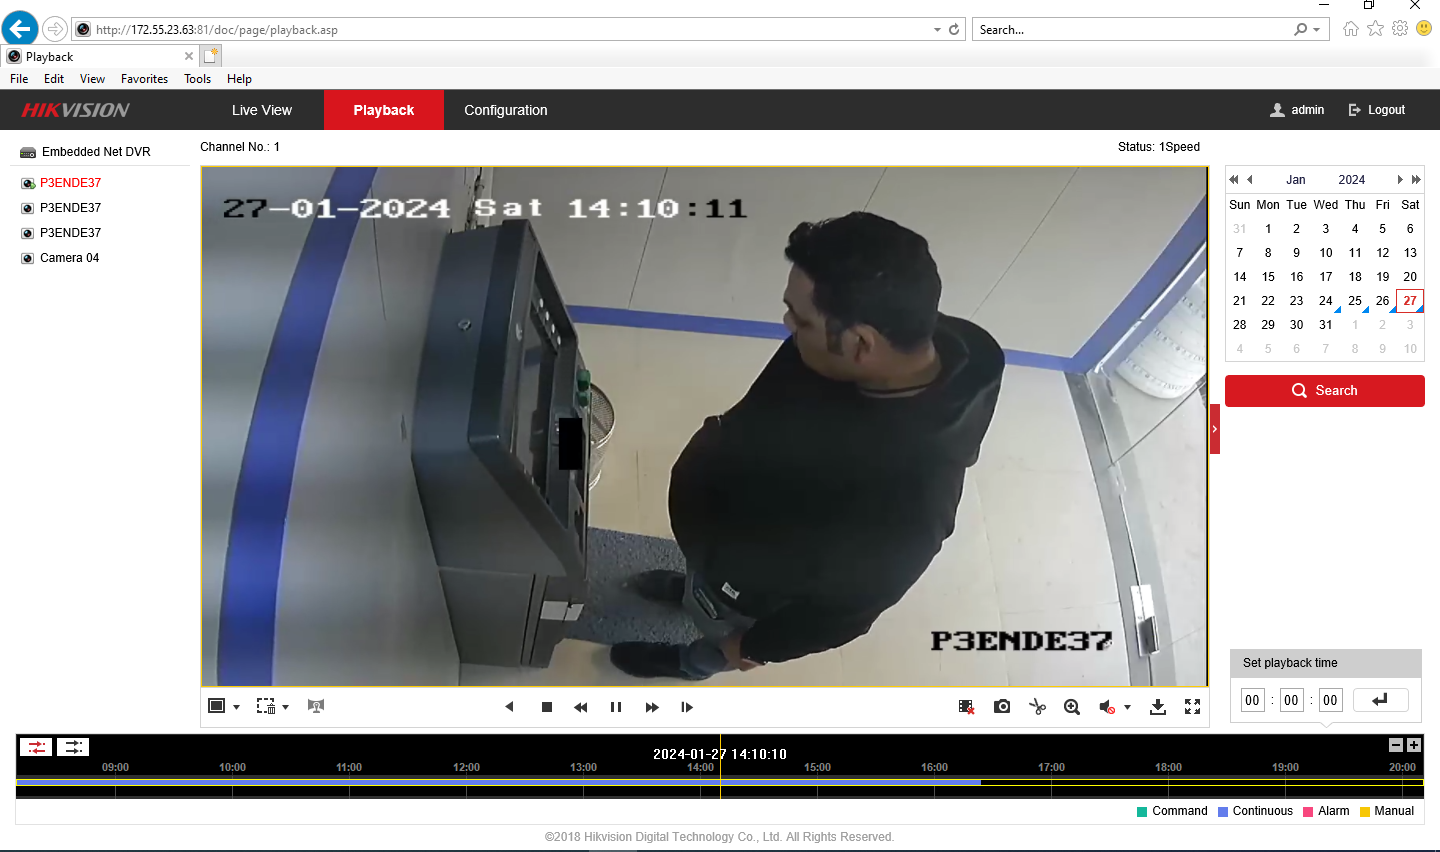 http://172.55.23.63:81/doc/page/playback.asp
Search...
Playback
File Edit View Favorites Tools Help
HIKVISION
Live View Playback Configuration
admin Logout
Embedded Net DVR
P3ENDE37
P3ENDE37
P3ENDE37
Camera 04
Channel No.: 1
Status: 1Speed
27-01-2024 Sat 14:10:11
P3ENDE37
Jan 2024
Sun Mon Tue Wed Thu Fri Sat
31 1 2 3 4 5 6
7 8 9 10 11 12 13
14 15 16 17 18 19 20
21 22 23 24 25 26 27
28 29 30 31 1 2 3
4 5 6 7 8 9 10
Search
Set playback time
00 : 00 : 00
2024-01-27 14:10:10
09:00 10:00 11:00 12:00 13:00 14:00 15:00 16:00 17:00 18:00 19:00 20:00
Command Continuous Alarm Manual
©2018 Hikvision Digital Technology Co., Ltd. All Rights Reserved.